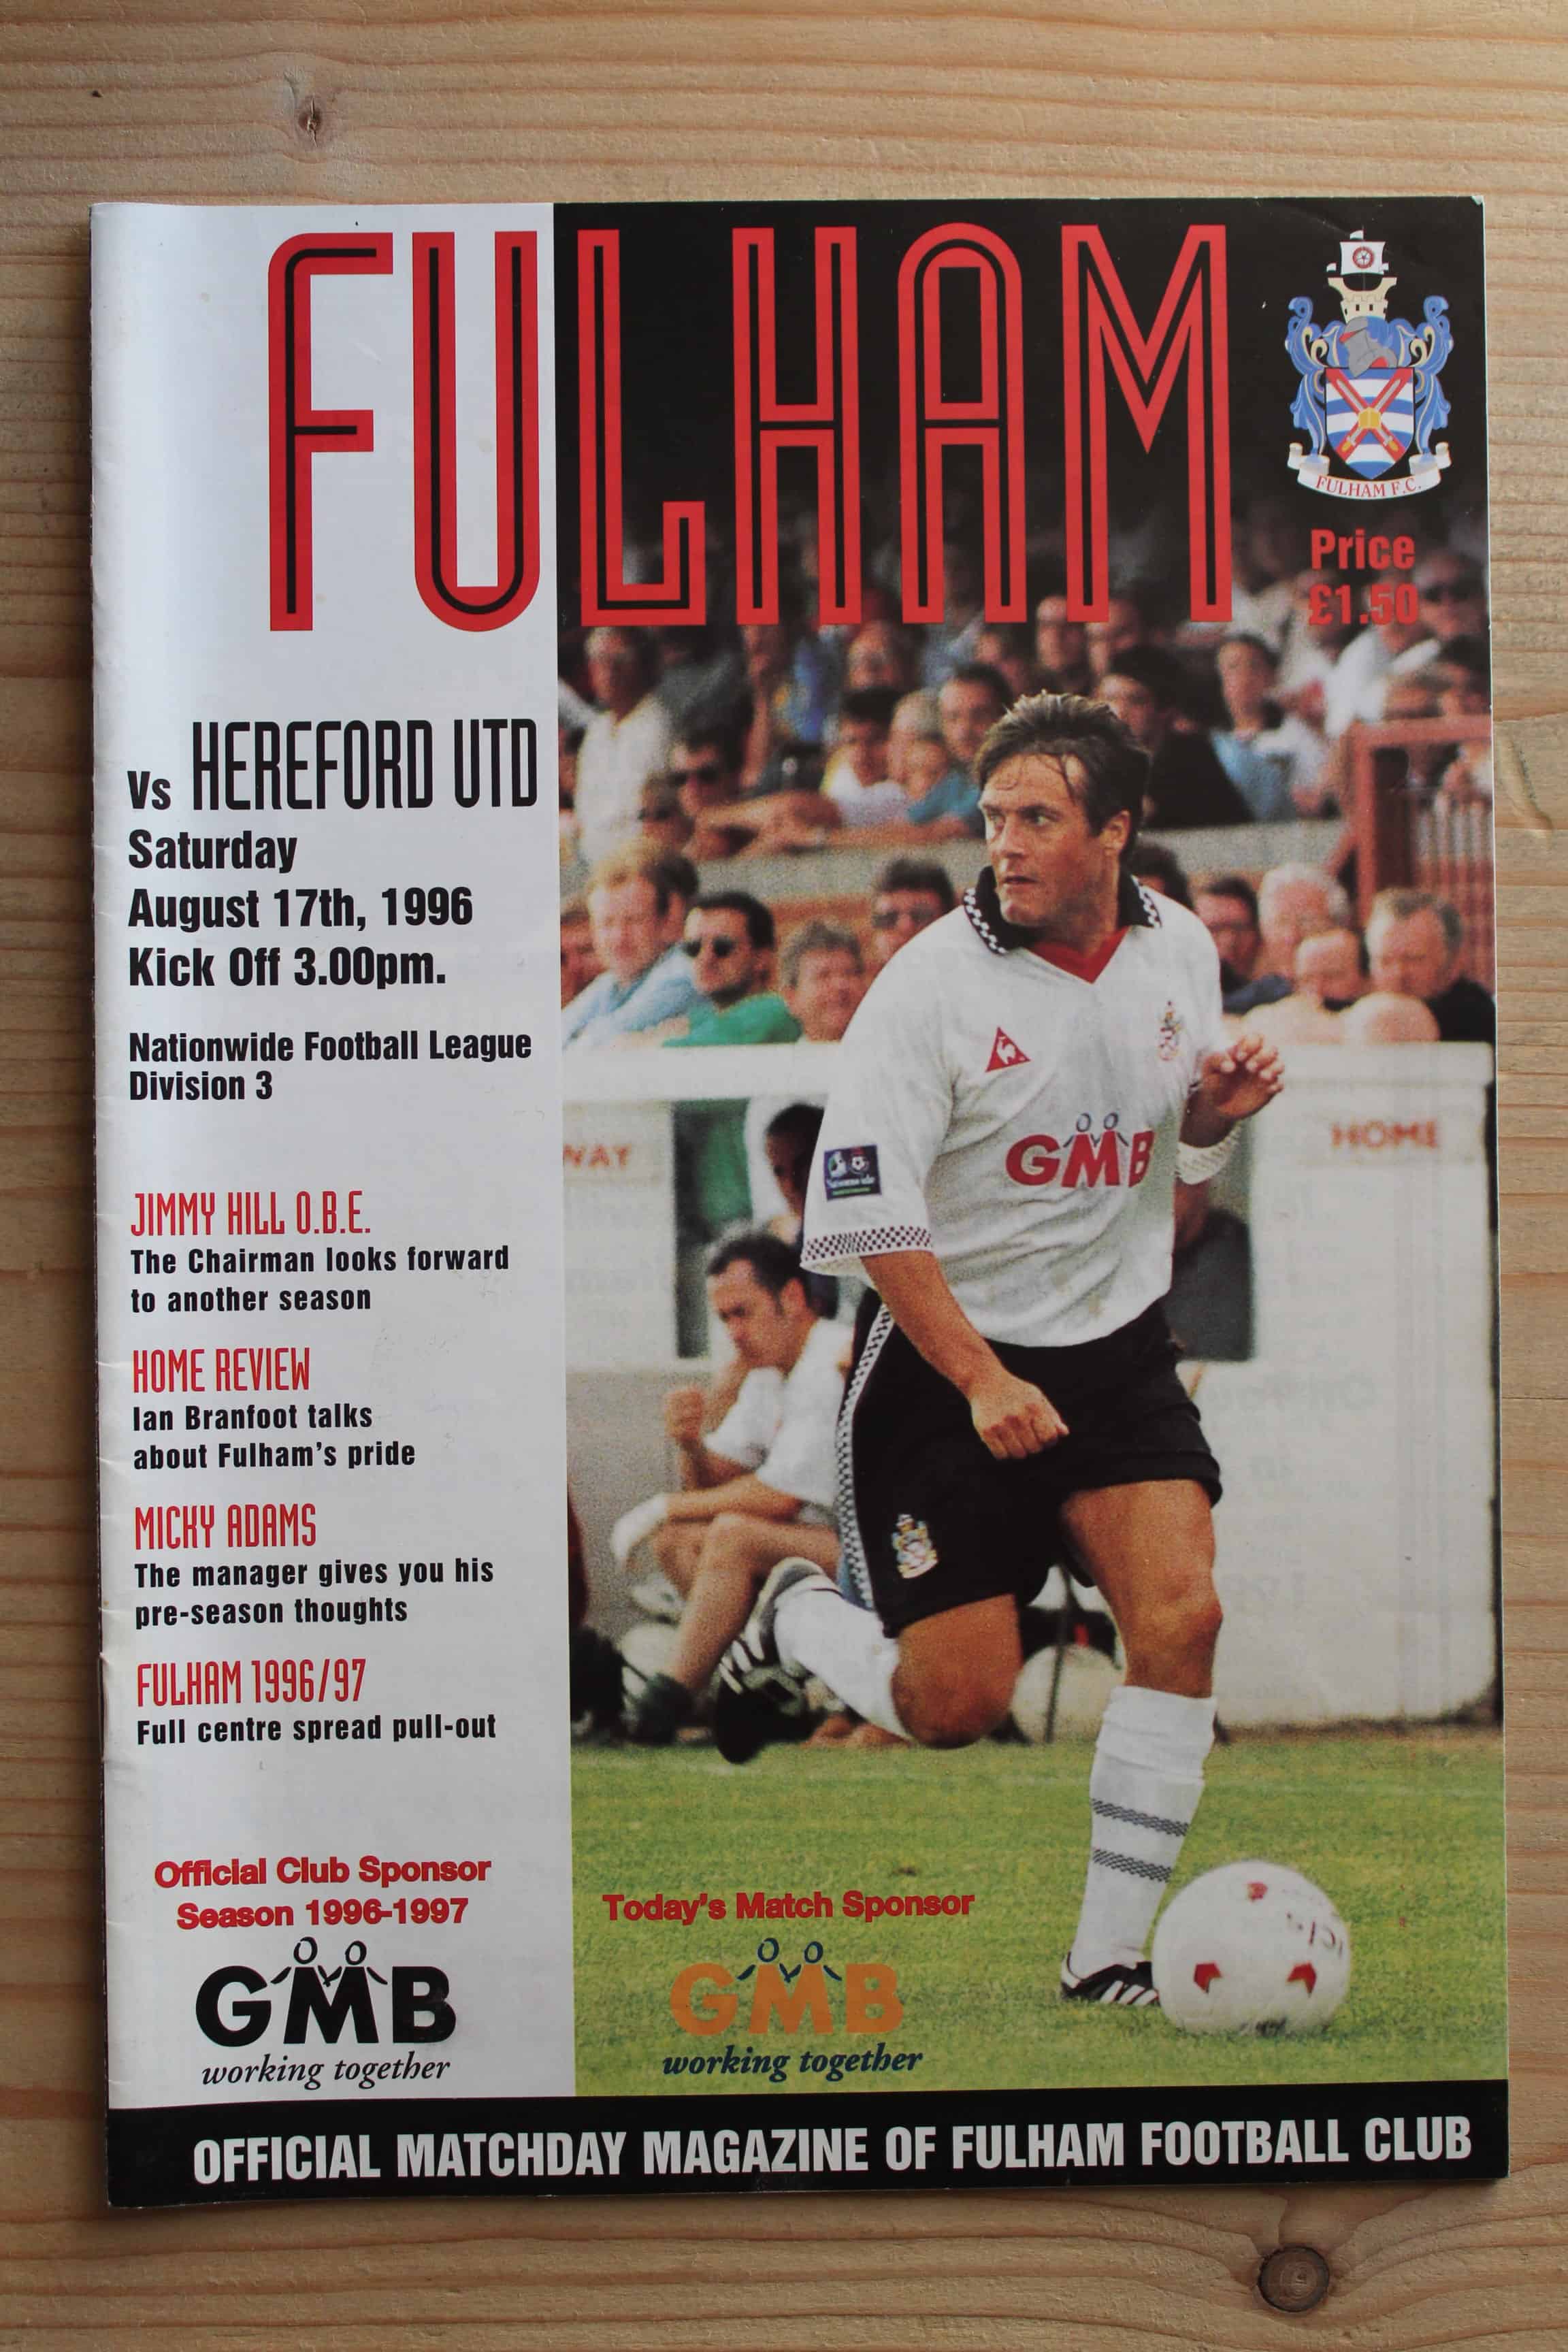 FULHAM
FULHAM F.C.
Price
£1.50
Vs HEREFORD UTD
Saturday
August 17th, 1996
Kick Off 3.00pm.
Nationwide Football League
Division 3
JIMMY HILL O.B.E.
The Chairman looks forward
to another season
HOME REVIEW
Ian Branfoot talks
about Fulham's pride
MICKY ADAMS
The manager gives you his
pre-season thoughts
FULHAM 1996/97
Full centre spread pull-out
Official Club Sponsor
Season 1996-1997
GMB
working together
HOME
GMB
Nationwide
Today's Match Sponsor
GMB
working together
OFFICIAL MATCHDAY MAGAZINE OF FULHAM FOOTBALL CLUB